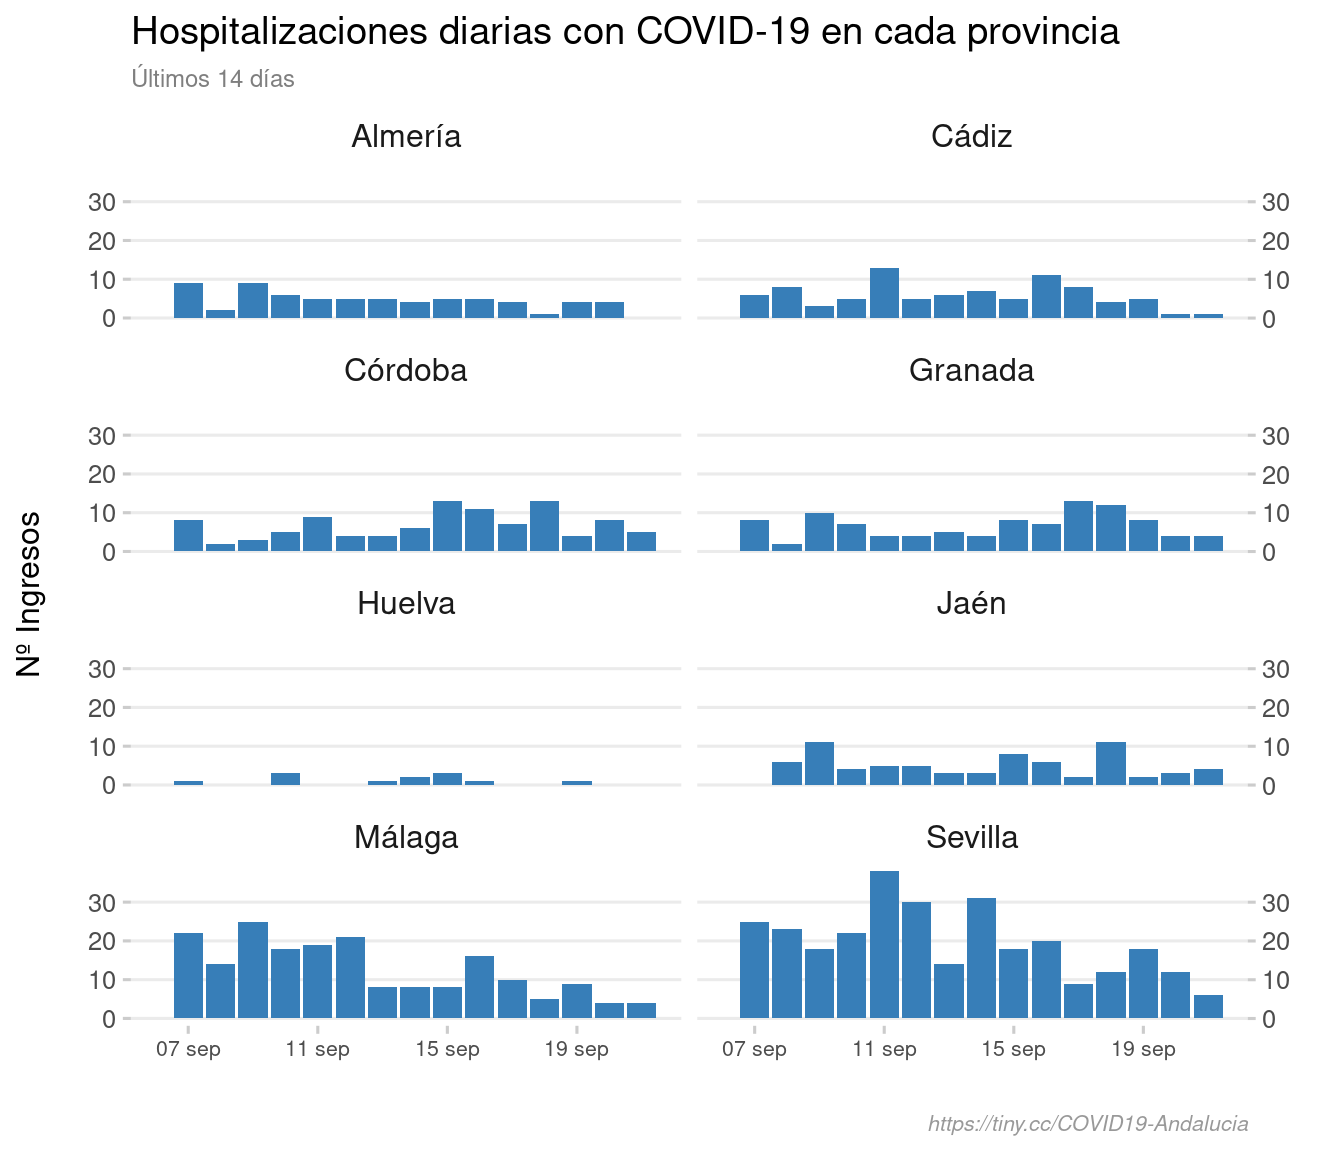 Hospitalizaciones diarias con COVID-19 en cada provincia
Últimos 14 días
Almería
Cádiz
30
20
10
0
30
20
10
0
Córdoba
Granada
30
20
10
0
30
20
10
0
Nº Ingresos
Huelva
Jaén
30
20
10
0
30
20
10
0
Málaga
Sevilla
30
20
10
0
30
20
10
0
07 sep 11 sep 15 sep 19 sep
07 sep 11 sep 15 sep 19 sep
https://tiny.cc/COVID19-Andalucia